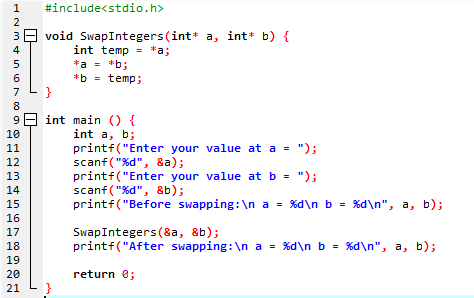 1 #include<stdio.h>
2
3 void SwapIntegers(int* a, int* b) {
4     int temp = *a;
5     *a = *b;
6     *b = temp;
7 }
8
9 int main () {
10     int a, b;
11     printf("Enter your value at a = ");
12     scanf("%d", &a);
13     printf("Enter your value at b = ");
14     scanf("%d", &b);
15     printf("Before swapping:\n a = %d\n b = %d\n", a, b);
16
17     SwapIntegers(&a, &b);
18     printf("After swapping:\n a = %d\n b = %d\n", a, b);
19
20     return 0;
21 }